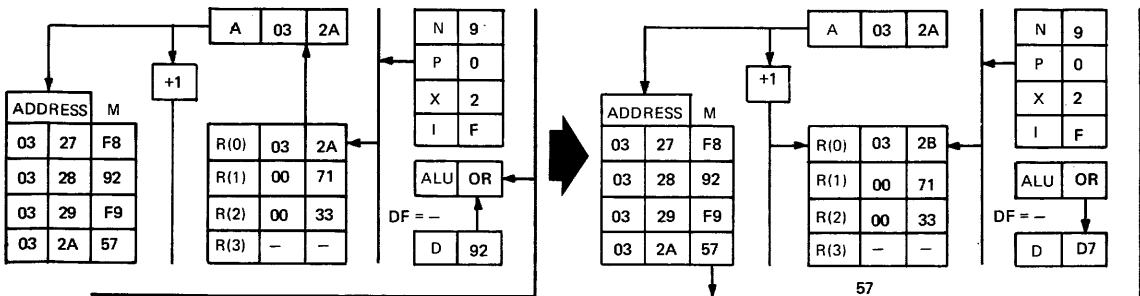 A 03 2A
+1
ADDRESS M
03 27 F8
03 28 92
03 29 F9
03 2A 57
R(0) 03 2A
R(1) 00 71
R(2) 00 33
R(3) – –
N 9
P 0
X 2
I F
ALU OR
DF = –
D 92
A 03 2A
+1
ADDRESS M
03 27 F8
03 28 92
03 29 F9
03 2A 57
R(0) 03 2B
R(1) 00 71
R(2) 00 33
R(3) – –
N 9
P 0
X 2
I F
ALU OR
DF = –
D D7
57